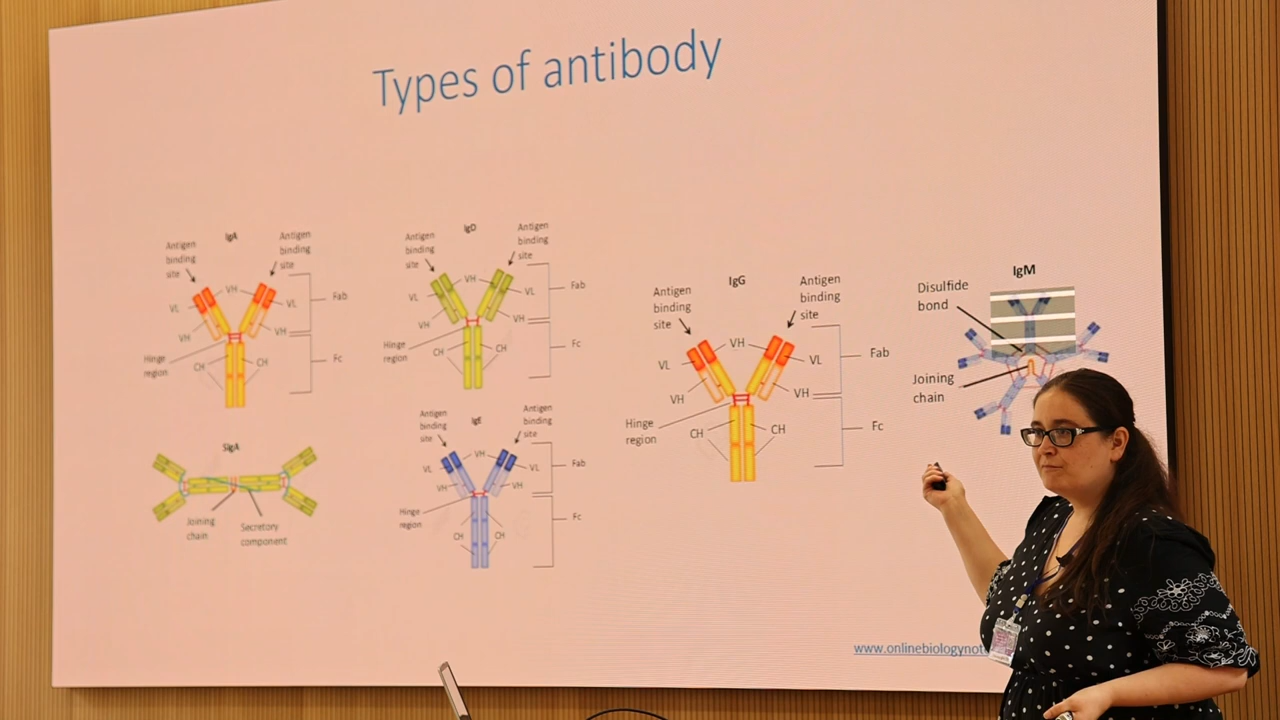 Types of antibody
IgA
Antigen
binding
site
Antigen
binding
site
VH
VL
VL
VH
VH
Hinge
region
CH
CH
Fab
Fc
IgD
Antigen
binding
site
Antigen
binding
site
VH
VL
VL
VH
VH
Hinge
region
CH
CH
Fab
Fc
SIgA
Joining
chain
Secretory
component
IgE
Antigen
binding
site
Antigen
binding
site
VH
VL
VL
VH
VH
Hinge
region
CH
CH
Fab
Fc
IgG
Antigen
binding
site
Antigen
binding
site
VH
VL
VL
VH
VH
Hinge
region
CH
CH
Fab
Fc
IgM
Disulfide
bond
Joining
chain